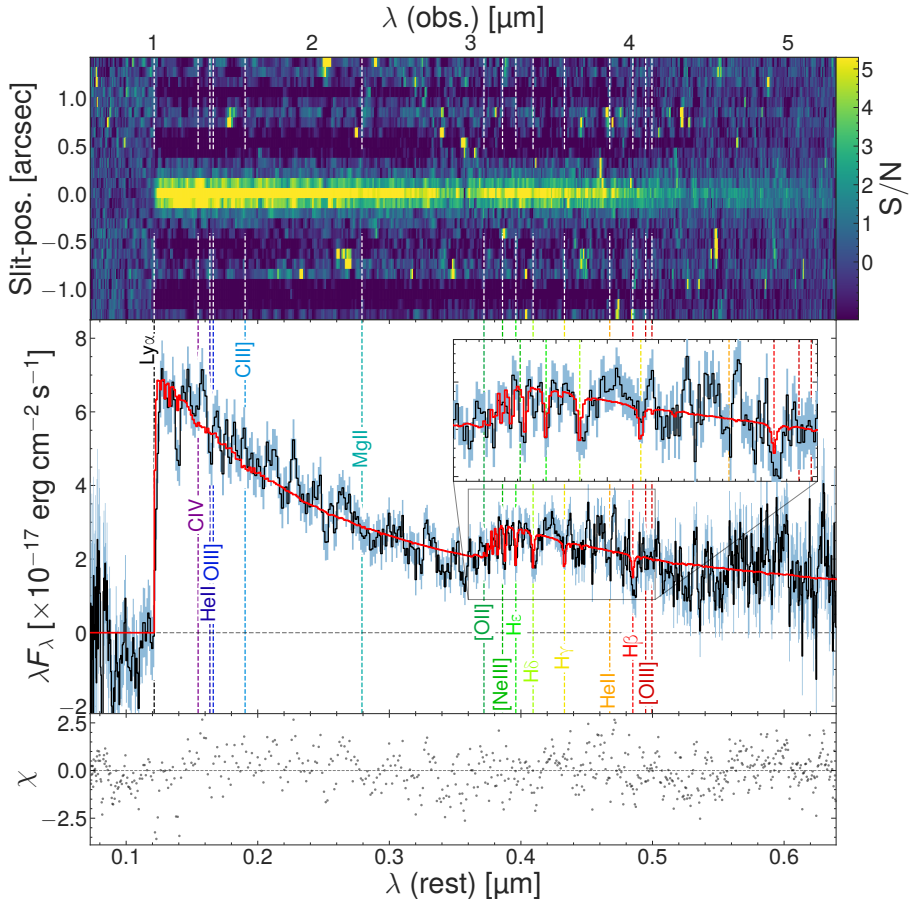 λ (obs.) [μm]
1 2 3 4 5
1.0
0.5
0.0
−0.5
−1.0
Slit-pos. [arcsec]
5
4
3
2
1
0
S/N
8
6
4
2
0
−2
λF_λ [×10⁻¹⁷ erg cm⁻² s⁻¹]
Lyα
CIV
HeII OIII]
CIII]
MgII
[OII]
[NeIII]
Hε
Hδ
Hγ
HeII
Hβ
[OIII]
2.5
0.0
−2.5
χ
0.1 0.2 0.3 0.4 0.5 0.6
λ (rest) [μm]